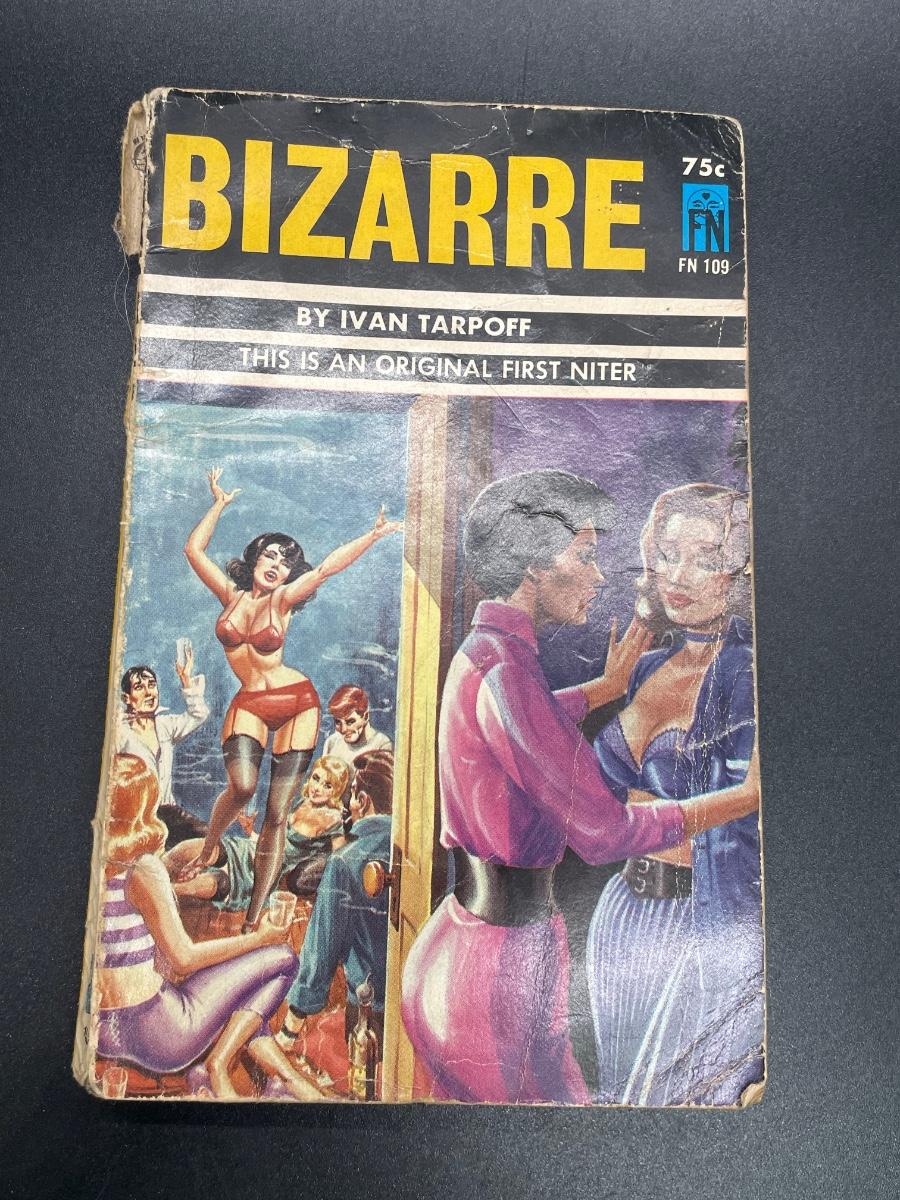 BIZARRE
75c
FN
FN 109
BY IVAN TARPOFF
THIS IS AN ORIGINAL FIRST NITER